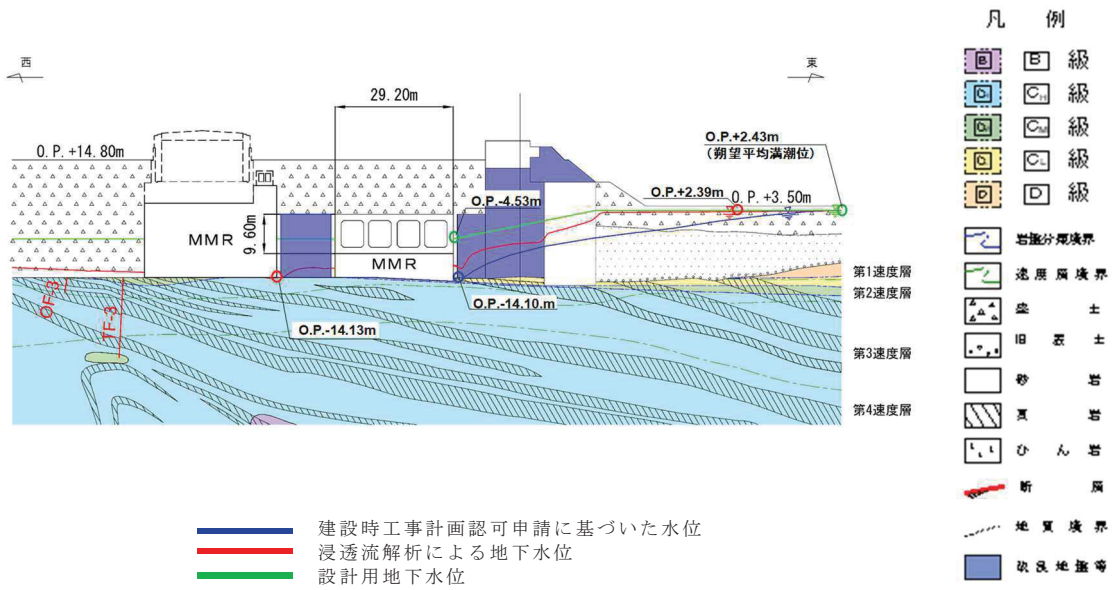 西
東
29.20m
O.P.+14.80m
O.P.+2.43m
(朔望平均満潮位)
O.P.+2.39m
O.P.+3.50m
O.P.-4.53m
MMR
9.60m
MMR
O.P.-14.10.m
O.P.-14.13m
OF-3
TF-3
第1速度層
第2速度層
第3速度層
第4速度層
凡 例
B B 級
CH CH 級
CM CM 級
CL CL 級
D D 級
岩盤分類境界
速度層境界
盛土
旧表土
砂岩
頁岩
ひん岩
断層
地質境界
改良地盤等
建設時工事計画認可申請に基づいた水位
浸透流解析による地下水位
設計用地下水位